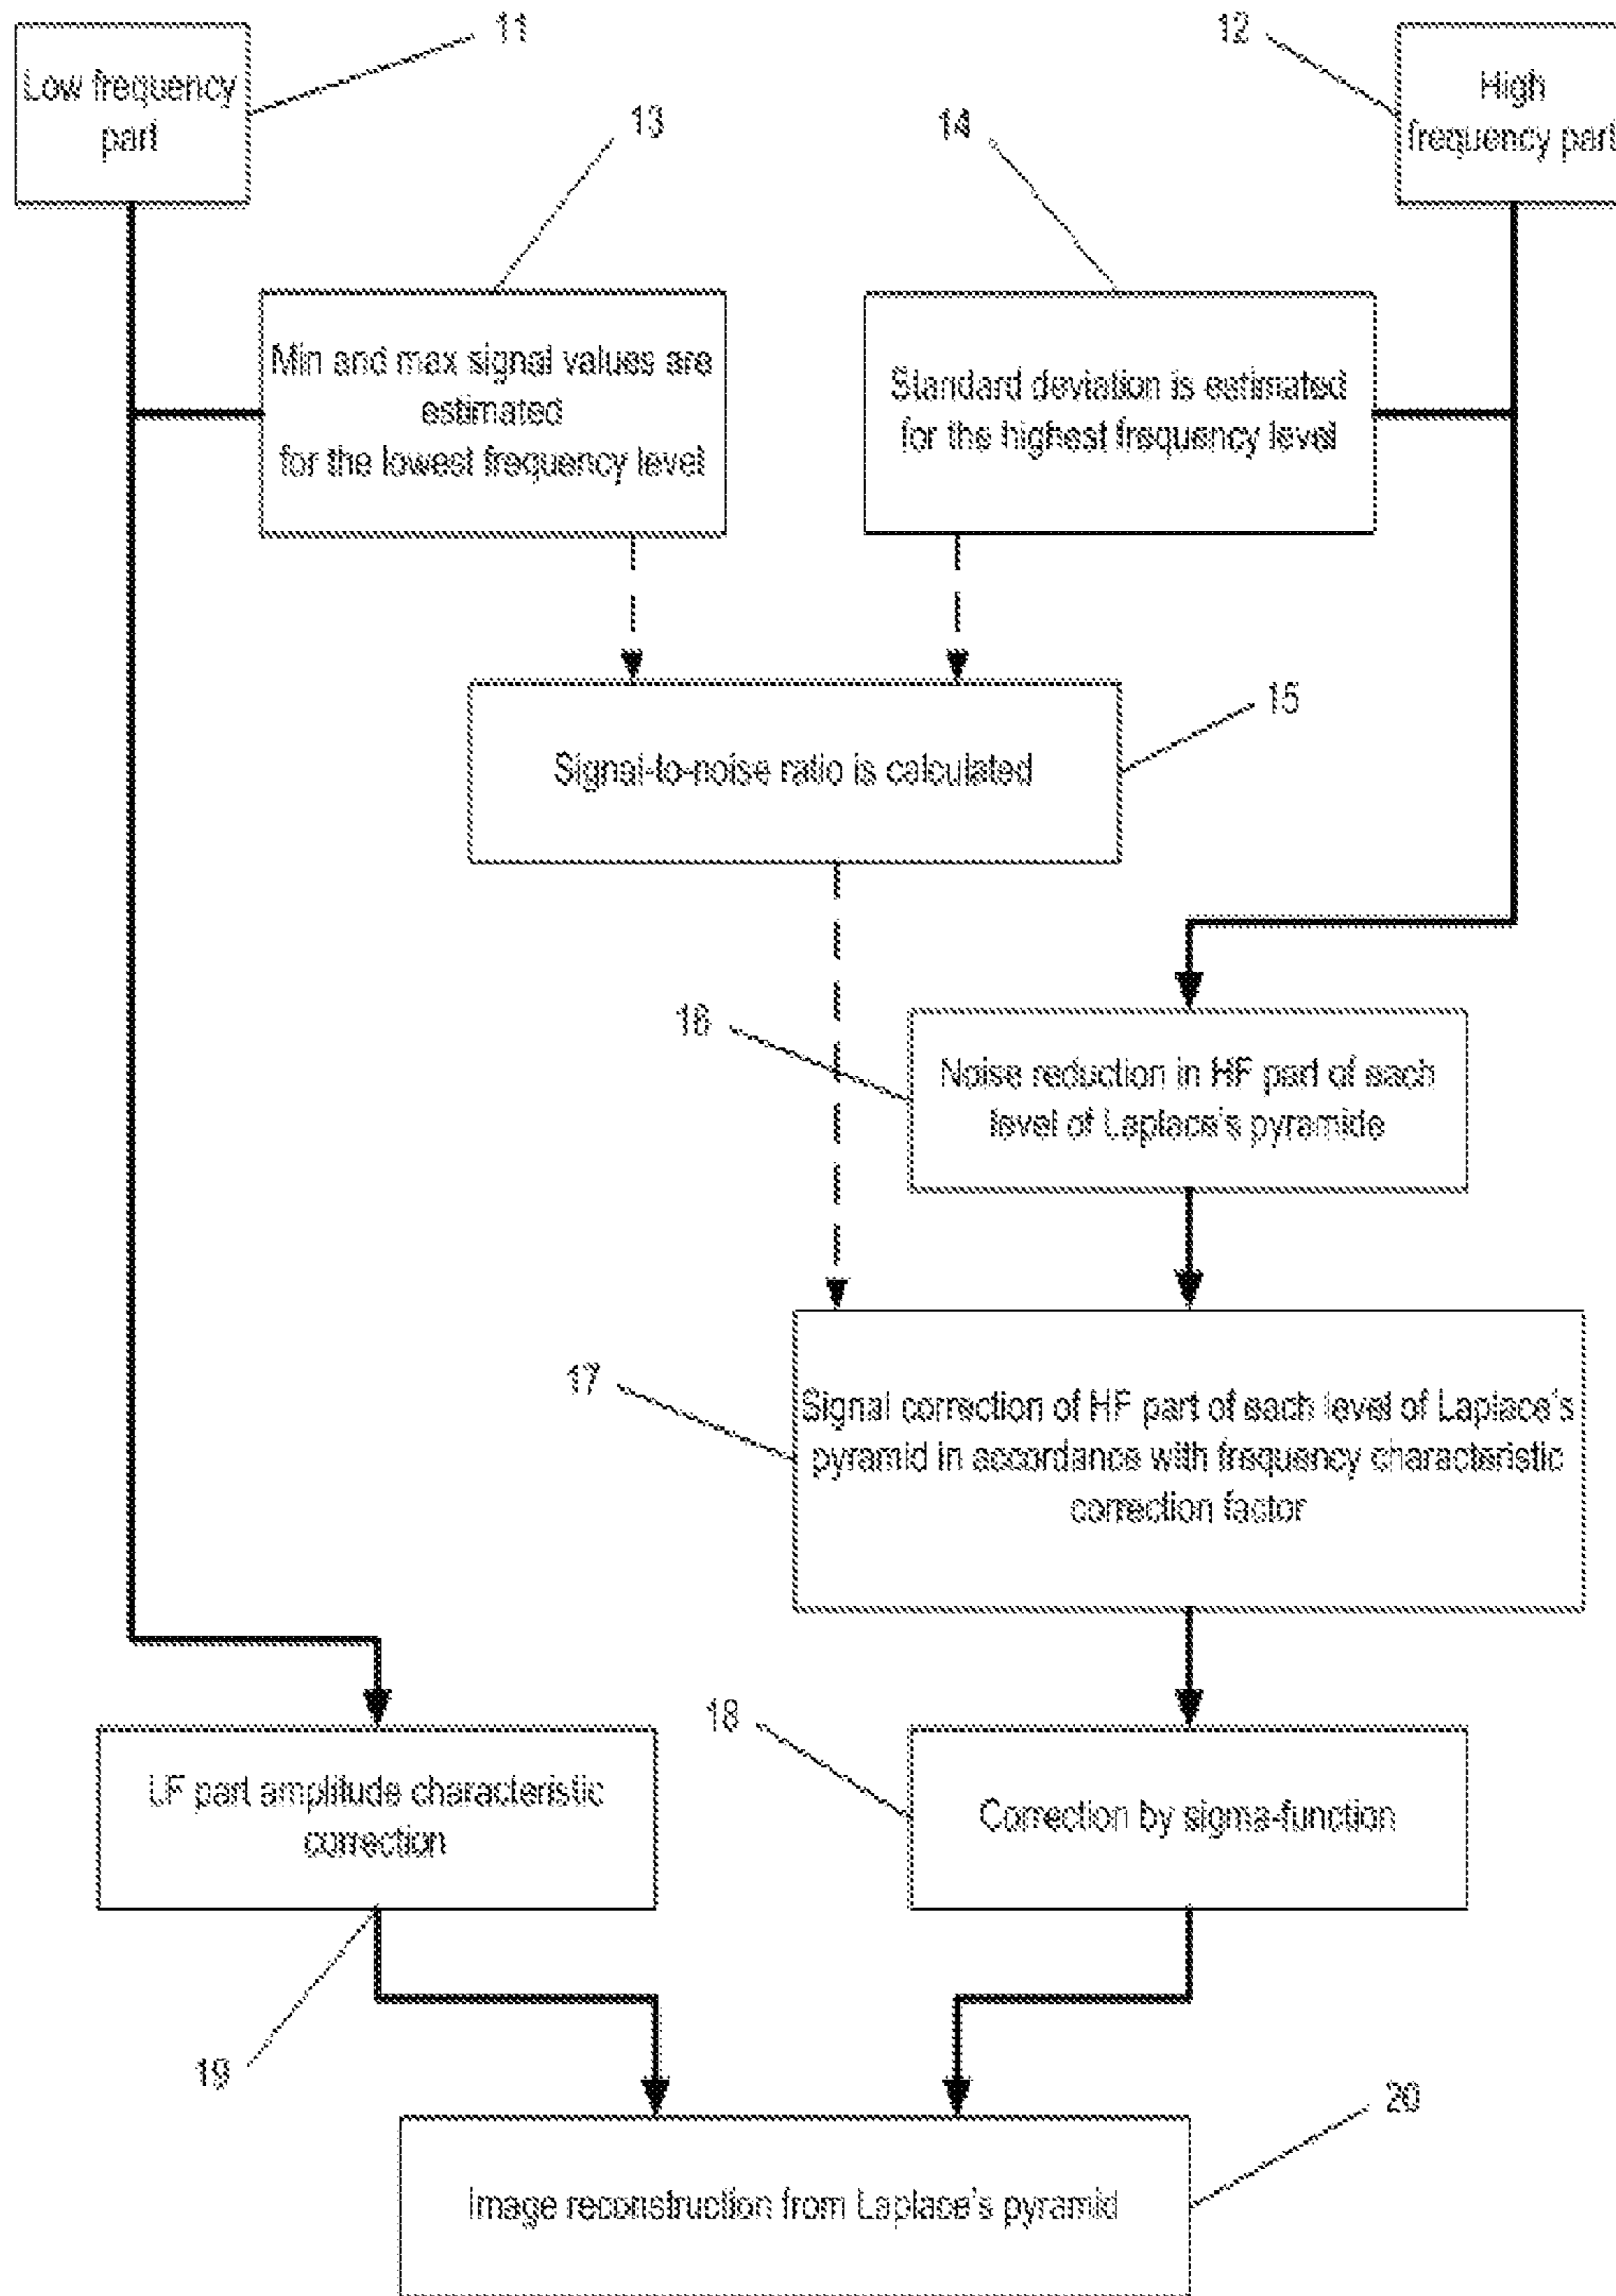 11
12
Low frequency
part
High
frequency part
13
14
Min and max signal values are
estimated
for the lowest frequency level
Standard deviation is estimated
for the highest frequency level
15
Signal-to-noise ratio is calculated
16
Noise reduction in HF part of each
level of Laplace's pyramide
17
Signal correction of HF part of each level of Laplace's
pyramid in accordance with frequency characteristic
correction factor
18
LF part amplitude characteristic
correction
Correction by sigma-function
19
20
Image reconstruction from Laplace's pyramid